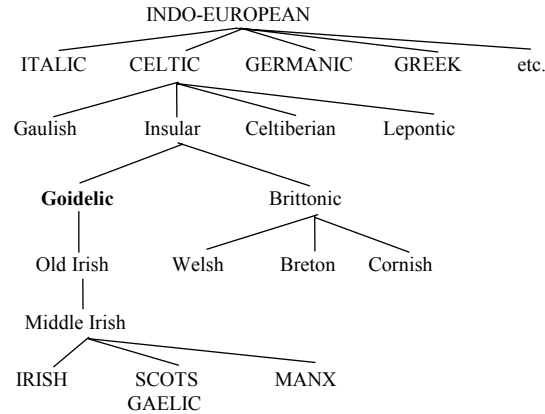 INDO-EUROPEAN
ITALIC CELTIC GERMANIC GREEK etc.
Gaulish Insular Celtiberian Lepontic
Goidelic Brittonic
Old Irish Welsh Breton Cornish
Middle Irish
IRISH SCOTS MANX
GAELIC